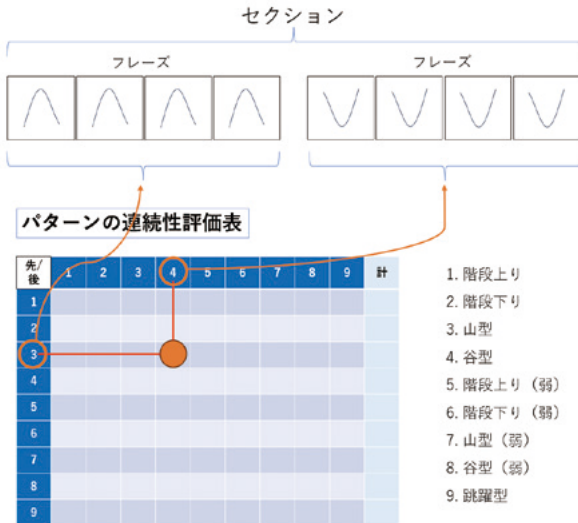 セクション
フレーズ フレーズ
パターンの連続性評価表
先/後 1 2 3 4 5 6 7 8 9 計
1
2
3
4
5
6
7
8
9
1. 階段上り
2. 階段下り
3. 山型
4. 谷型
5. 階段上り（弱）
6. 階段下り（弱）
7. 山型（弱）
8. 谷型（弱）
9. 跳躍型